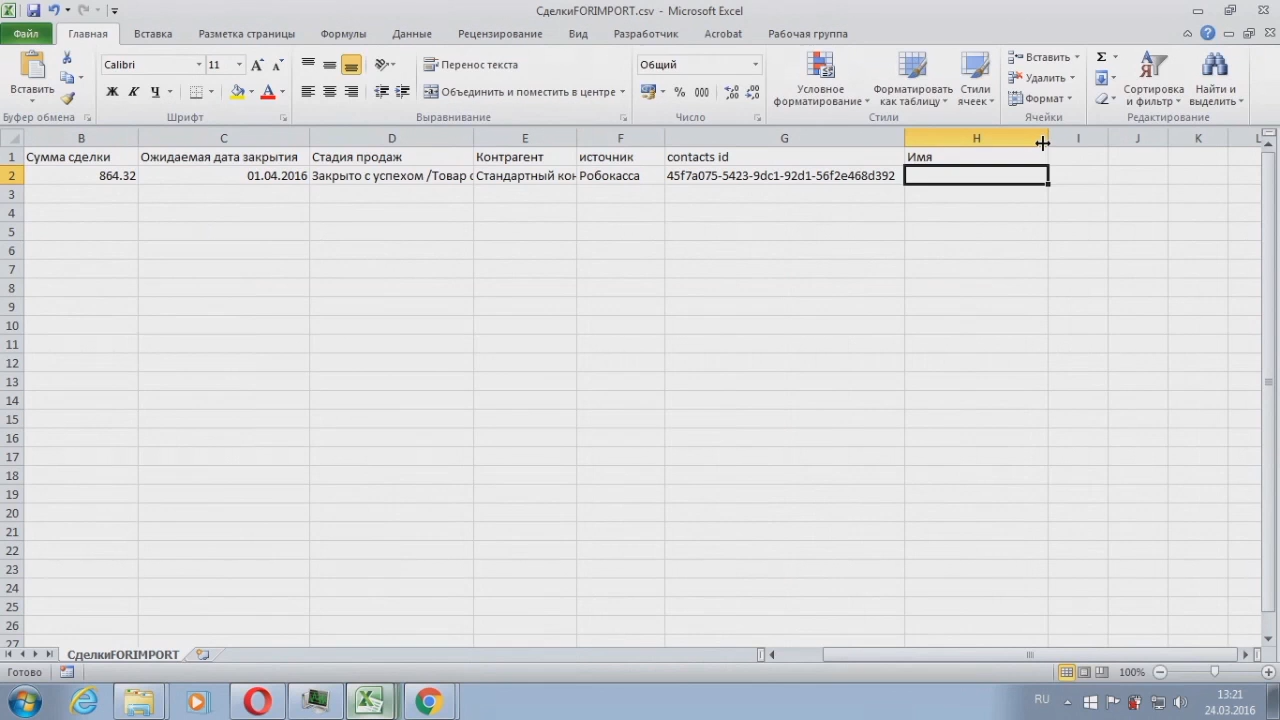 СделкиFORIMPORT.csv - Microsoft Excel
Файл Главная Вставка Разметка страницы Формулы Данные Рецензирование Вид Разработчик Acrobat Рабочая группа
Вставить
Calibri 11
Ж К Ч
Перенос текста
Объединить и поместить в центре
Общий
% 000
Условное форматирование
Форматировать как таблицу
Стили ячеек
Вставить
Удалить
Формат
Сортировка и фильтр
Найти и выделить
Буфер обмена Шрифт Выравнивание Число Стили Ячейки Редактирование
B C D E F G H I J K L
1 Сумма сделки Ожидаемая дата закрытия Стадия продаж Контрагент источник contacts id Имя
2 864.32 01.04.2016 Закрыто с успехом /Товар Стандартный Робокасса 45f7a075-5423-9dc1-92d1-56f2e468d392
3
4
5
6
7
8
9
10
11
12
13
14
15
16
17
18
19
20
21
22
23
24
25
26
27
СделкиFORIMPORT
Готово 100%
RU 13:21
24.03.2016